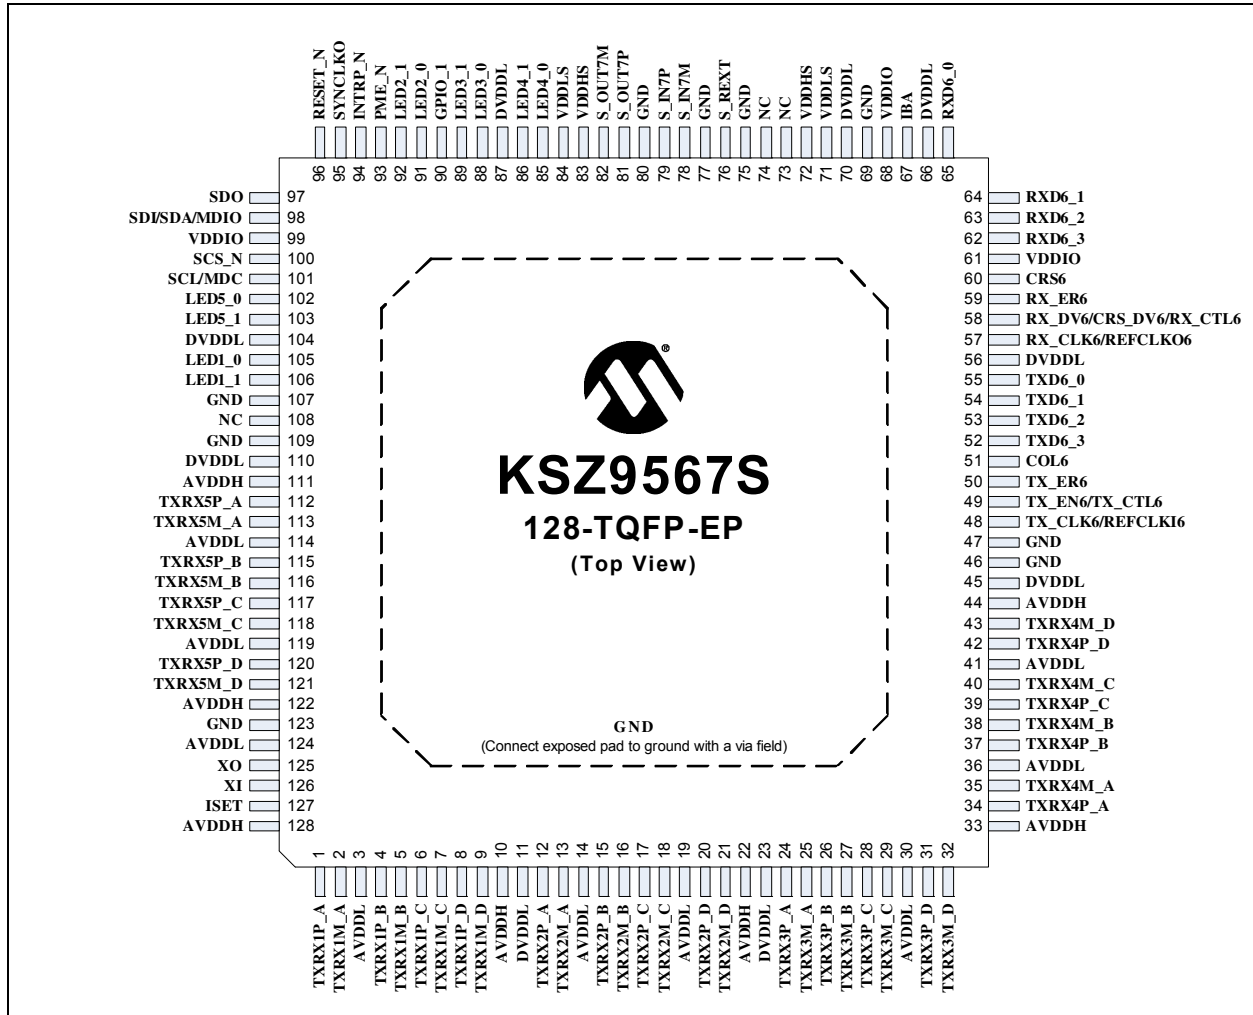 RESET_N
SYNCLKO
INTRP_N
PME_N
LED2_1
LED2_0
GPIO_1
LED3_1
LED3_0
DVDDL
LED4_1
LED4_0
VDDLS
VDDHS
S_OUT7M
S_OUT7P
GND
S_IN7P
S_IN7M
GND
S_REXT
GND
NC
NC
VDDHS
VDDLS
DVDDL
GND
VDDIO
IBA
DVDDL
RXD6_0
96 95 94 93 92 91 90 89 88 87 86 85 84 83 82 81 80 79 78 77 76 75 74 73 72 71 70 69 68 67 66 65
SDO 97
SDI/SDA/MDIO 98
VDDIO 99
SCS_N 100
SCL/MDC 101
LED5_0 102
LED5_1 103
DVDDL 104
LED1_0 105
LED1_1 106
GND 107
NC 108
GND 109
DVDDL 110
AVDDH 111
TXRX5P_A 112
TXRX5M_A 113
AVDDL 114
TXRX5P_B 115
TXRX5M_B 116
TXRX5P_C 117
TXRX5M_C 118
AVDDL 119
TXRX5P_D 120
TXRX5M_D 121
AVDDH 122
GND 123
AVDDL 124
XO 125
XI 126
ISET 127
AVDDH 128
®
KSZ9567S
128-TQFP-EP
(Top View)
GND
(Connect exposed pad to ground with a via field)
64 RXD6_1
63 RXD6_2
62 RXD6_3
61 VDDIO
60 CRS6
59 RX_ER6
58 RX_DV6/CRS_DV6/RX_CTL6
57 RX_CLK6/REFCLKO6
56 DVDDL
55 TXD6_0
54 TXD6_1
53 TXD6_2
52 TXD6_3
51 COL6
50 TX_ER6
49 TX_EN6/TX_CTL6
48 TX_CLK6/REFCLKI6
47 GND
46 GND
45 DVDDL
44 AVDDH
43 TXRX4M_D
42 TXRX4P_D
41 AVDDL
40 TXRX4M_C
39 TXRX4P_C
38 TXRX4M_B
37 TXRX4P_B
36 AVDDL
35 TXRX4M_A
34 TXRX4P_A
33 AVDDH
1 2 3 4 5 6 7 8 9 10 11 12 13 14 15 16 17 18 19 20 21 22 23 24 25 26 27 28 29 30 31 32
TXRX1P_A
TXRX1M_A
AVDDL
TXRX1P_B
TXRX1M_B
TXRX1P_C
TXRX1M_C
TXRX1P_D
TXRX1M_D
AVDDH
DVDDL
TXRX2P_A
TXRX2M_A
AVDDL
TXRX2P_B
TXRX2M_B
TXRX2P_C
TXRX2M_C
AVDDL
TXRX2P_D
TXRX2M_D
AVDDH
DVDDL
TXRX3P_A
TXRX3M_A
TXRX3P_B
TXRX3M_B
TXRX3P_C
TXRX3M_C
AVDDL
TXRX3P_D
TXRX3M_D